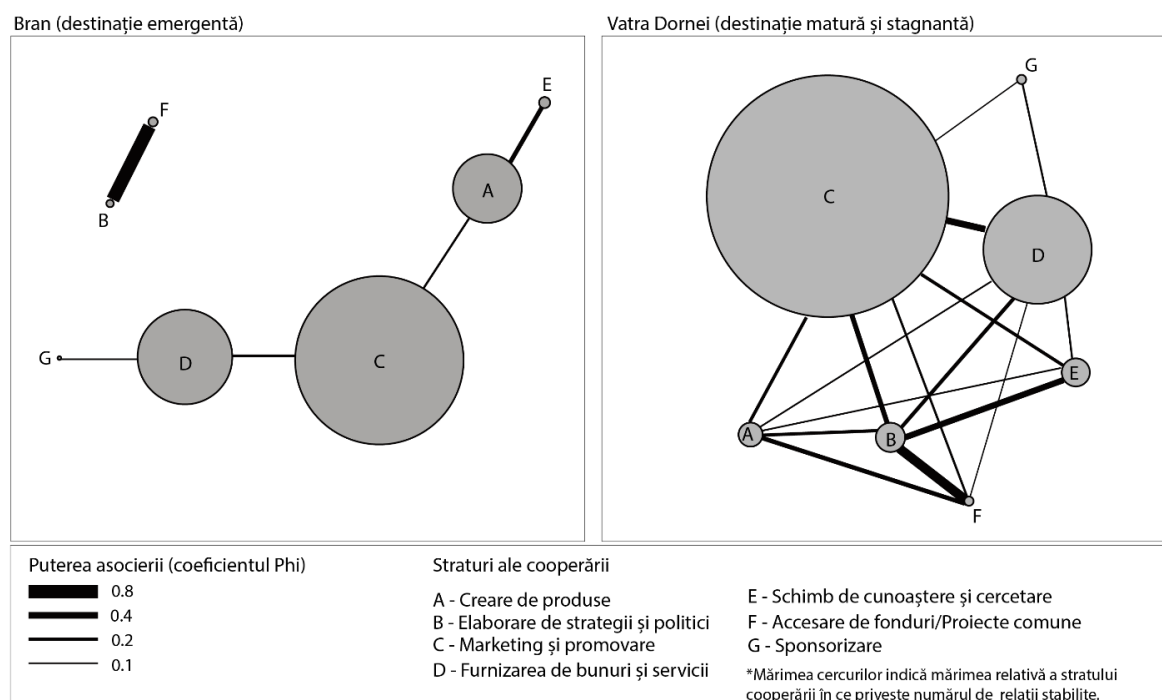 Bran (destinație emergentă)
Vatra Dornei (destinație matură și stagnantă)
F
B
E
A
G
D
C
G
C
D
E
A
B
F
Puterea asocierii (coeficientul Phi)
0.8
0.4
0.2
0.1
Straturi ale cooperării
A - Creare de produse
B - Elaborare de strategii și politici
C - Marketing și promovare
D - Furnizarea de bunuri și servicii
E - Schimb de cunoaștere și cercetare
F - Accesare de fonduri/Proiecte comune
G - Sponsorizare
*Mărimea cercurilor indică mărimea relativă a stratului
cooperării în ce privește numărul de relații stabilite.